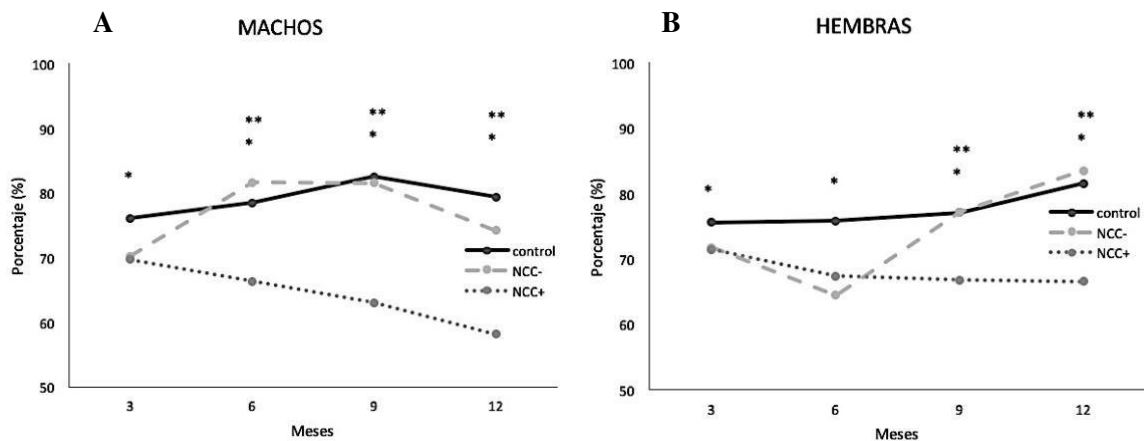 A
MACHOS
100
90
80
70
60
50
Porcentaje (%)
*
**
*
**
*
**
*
control
NCC-
NCC+
3 6 9 12
Meses
B
HEMBRAS
100
90
80
70
60
50
Porcentaje (%)
*
*
**
*
**
*
control
NCC-
NCC+
3 6 9 12
Meses